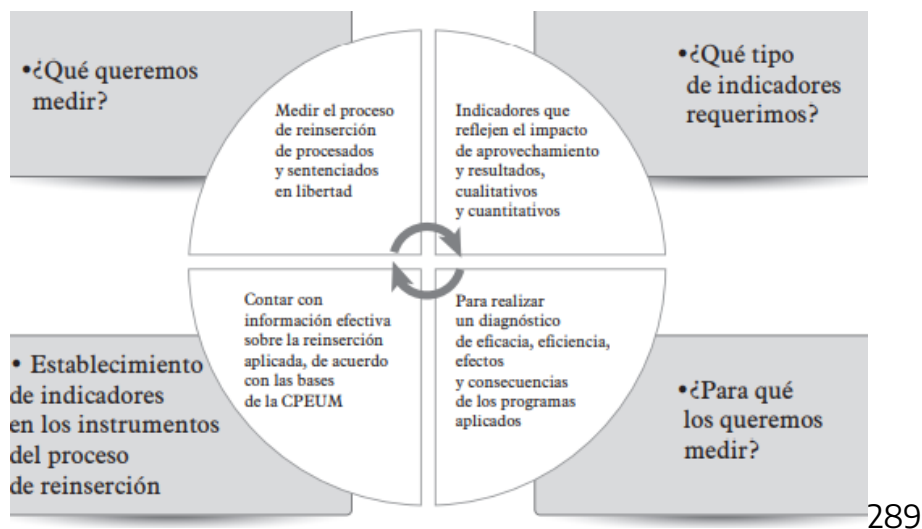 •¿Qué queremos
medir?
Medir el proceso
de reinserción
de procesados
y sentenciados
en libertad
Indicadores que
reflejen el impacto
de aprovechamiento
y resultados,
cualitativos
y cuantitativos
•¿Qué tipo
de indicadores
requerimos?
• Establecimiento
de indicadores
en los instrumentos
del proceso
de reinserción
Contar con
información efectiva
sobre la reinserción
aplicada, de acuerdo
con las bases
de la CPEUM
Para realizar
un diagnóstico
de eficacia, eficiencia,
efectos
y consecuencias
de los programas
aplicados
•¿Para qué
los queremos
medir?
289